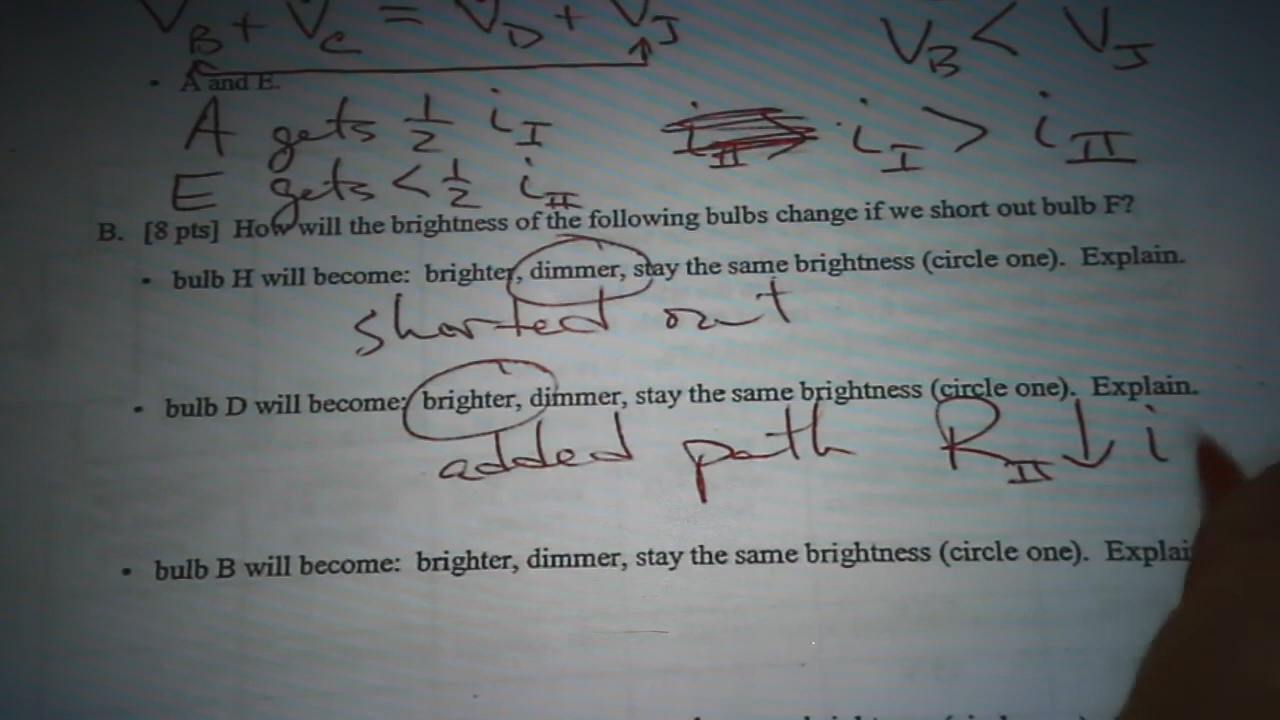 V_B + V_C = V_D + V_J V_B < V_J
• A and E.
A gets 1/2 i_I i_I > i_II
E gets < 1/2 i_II
B. [8 pts] How will the brightness of the following bulbs change if we short out bulb F?
• bulb H will become: brighter, dimmer, stay the same brightness (circle one). Explain.
shorted out
• bulb D will become: brighter, dimmer, stay the same brightness (circle one). Explain.
added path R_II ↓ i
• bulb B will become: brighter, dimmer, stay the same brightness (circle one). Explai